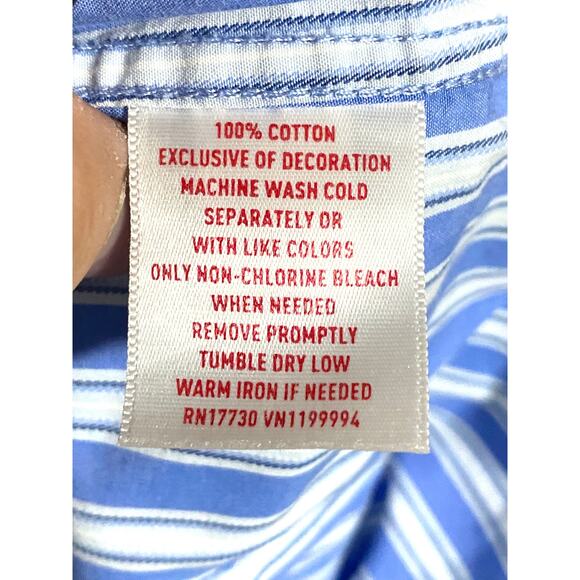 100% COTTON
EXCLUSIVE OF DECORATION
MACHINE WASH COLD
SEPARATELY OR
WITH LIKE COLORS
ONLY NON-CHLORINE BLEACH
WHEN NEEDED
REMOVE PROMPTLY
TUMBLE DRY LOW
WARM IRON IF NEEDED
RN17730 VN1199994